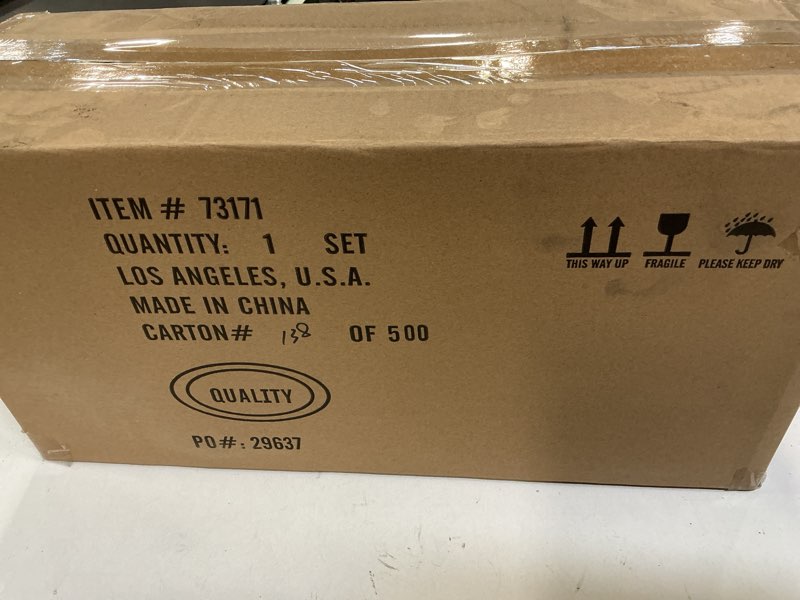 ITEM # 73171
QUANTITY: 1 SET
LOS ANGELES, U.S.A.
MADE IN CHINA
CARTON# 138 OF 500
QUALITY
PO#: 29637
THIS WAY UP FRAGILE PLEASE KEEP DRY